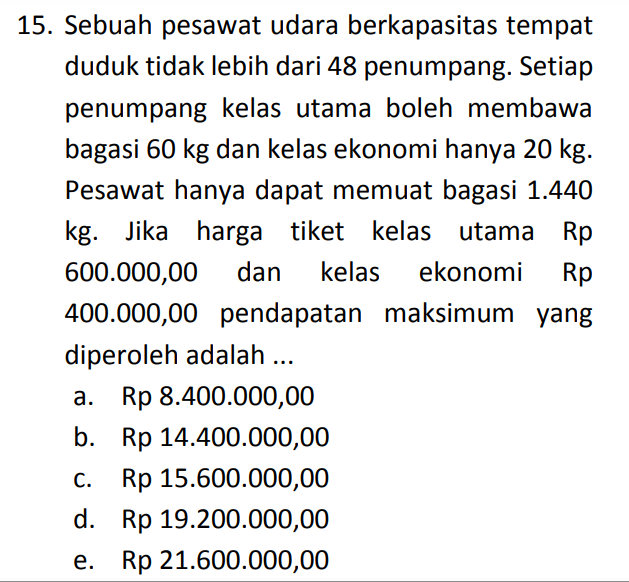 15. Sebuah pesawat udara berkapasitas tempat
duduk tidak lebih dari 48 penumpang. Setiap
penumpang kelas utama boleh membawa
bagasi 60 kg dan kelas ekonomi hanya 20 kg.
Pesawat hanya dapat memuat bagasi 1.440
kg. Jika harga tiket kelas utama Rp
600.000,00 dan kelas ekonomi Rp
400.000,00 pendapatan maksimum yang
diperoleh adalah ...
a. Rp 8.400.000,00
b. Rp 14.400.000,00
c. Rp 15.600.000,00
d. Rp 19.200.000,00
e. Rp 21.600.000,00